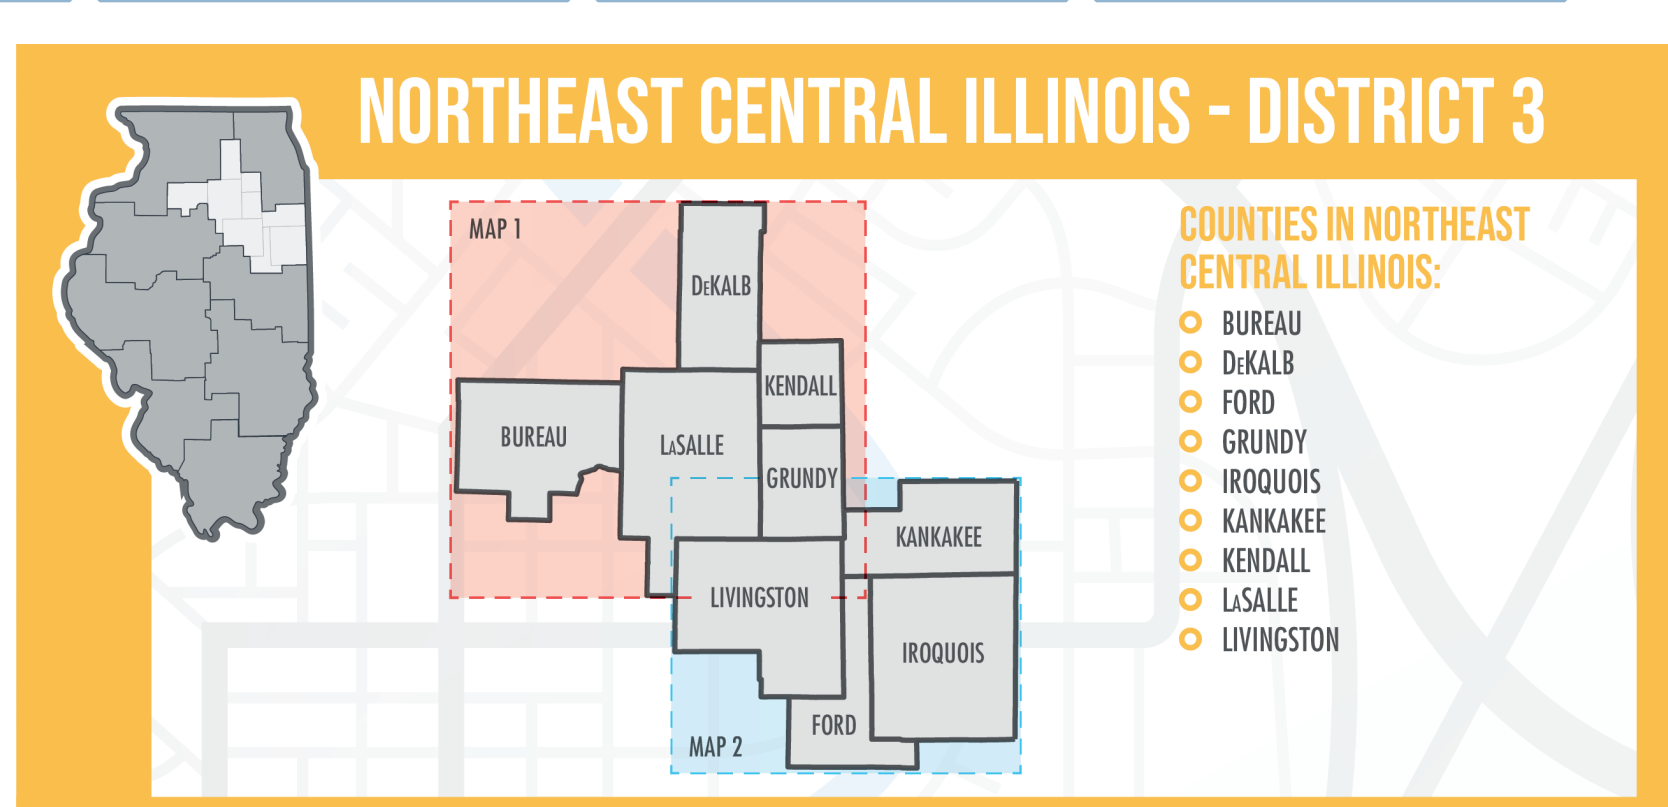 NORTHEAST CENTRAL ILLINOIS - DISTRICT 3
MAP 1
DeKALB
KENDALL
BUREAU
LaSALLE
GRUNDY
KANKAKEE
LIVINGSTON
IROQUOIS
FORD
MAP 2
COUNTIES IN NORTHEAST
CENTRAL ILLINOIS:
BUREAU
DeKALB
FORD
GRUNDY
IROQUOIS
KANKAKEE
KENDALL
LaSALLE
LIVINGSTON